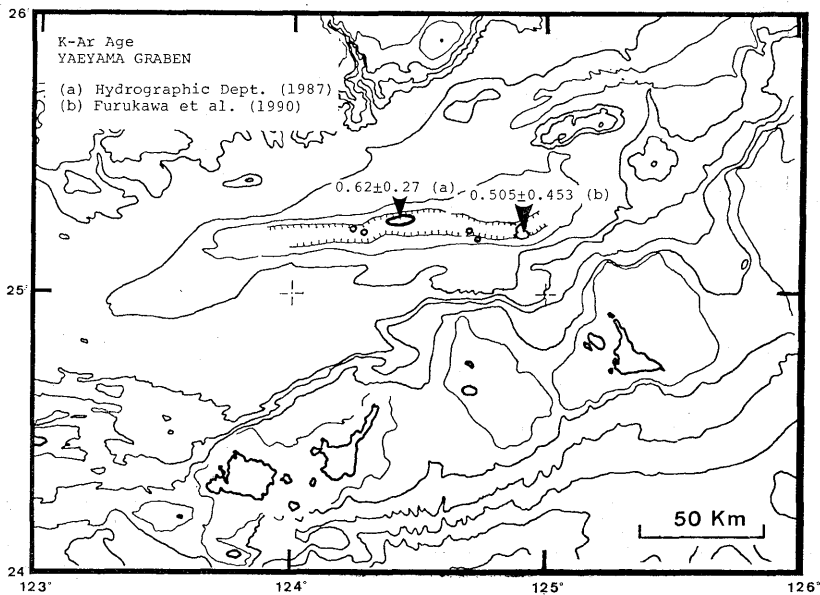 K-Ar Age
YAEYAMA GRABEN
(a) Hydrographic Dept. (1987)
(b) Furukawa et al. (1990)
0.62±0.27 (a)
0.505±0.453 (b)
26°
25°
24
50 Km
123°
124°
125°
126°